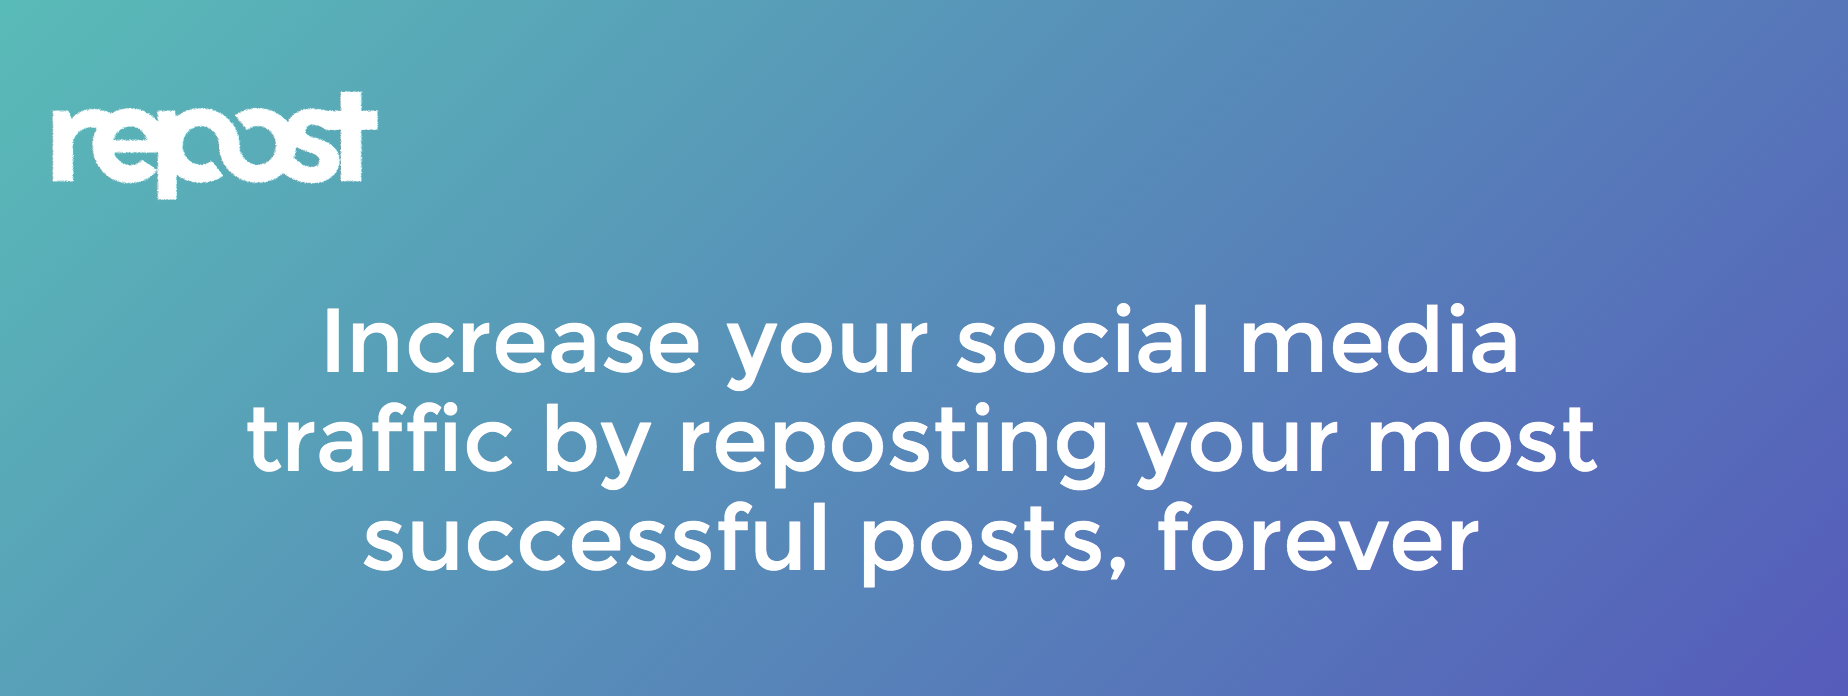 repost
Increase your social media
traffic by reposting your most
successful posts, forever